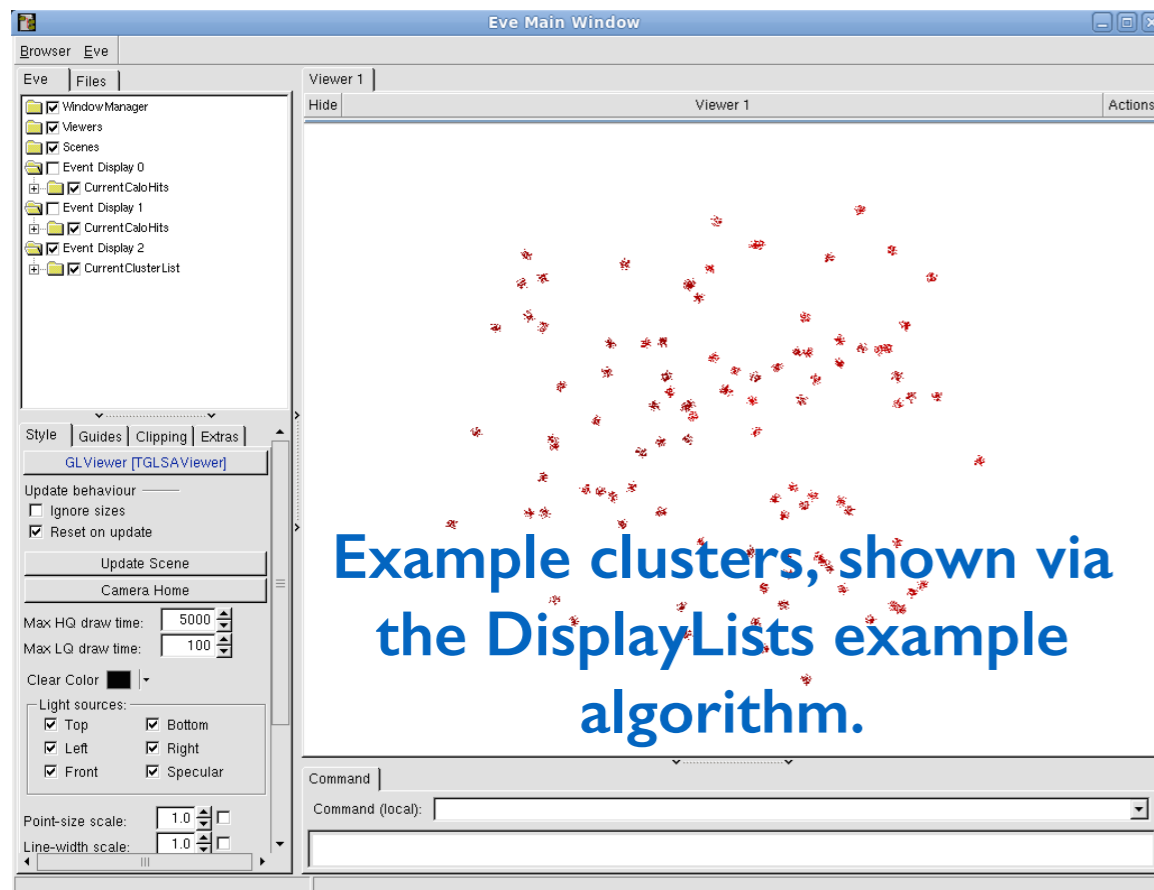 Eve Main Window
Browser Eve
Eve Files
Viewer 1
Hide Viewer 1 Actions
WindowManager
Viewers
Scenes
Event Display 0
CurrentCaloHits
Event Display 1
CurrentCaloHits
Event Display 2
CurrentClusterList
Style Guides Clipping Extras
GLViewer [TGLSAViewer]
Update behaviour
Ignore sizes
Reset on update
Update Scene
Camera Home
Max HQ draw time: 5000
Max LQ draw time: 100
Clear Color
Light sources:
Top Bottom
Left Right
Front Specular
Point-size scale: 1.0
Line-width scale: 1.0
Example clusters, shown via
the DisplayLists example
algorithm.
Command
Command (local):